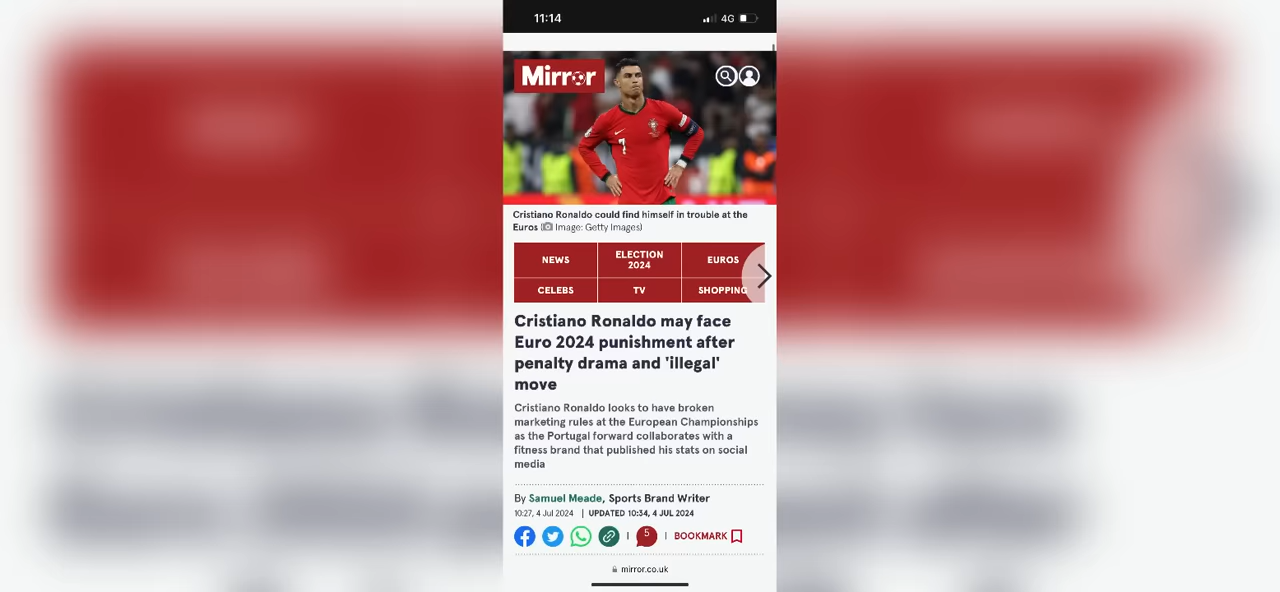 11:14
4G
Mirror
7
Cristiano Ronaldo could find himself in trouble at the
Euros (Image: Getty Images)
NEWS
ELECTION
2024
EUROS
CELEBS
TV
SHOPPING
Cristiano Ronaldo may face
Euro 2024 punishment after
penalty drama and 'illegal'
move
Cristiano Ronaldo looks to have broken
marketing rules at the European Championships
as the Portugal forward collaborates with a
fitness brand that published his stats on social
media
By Samuel Meade, Sports Brand Writer
10:27, 4 Jul 2024 | UPDATED 10:34, 4 JUL 2024
5
BOOKMARK
mirror.co.uk